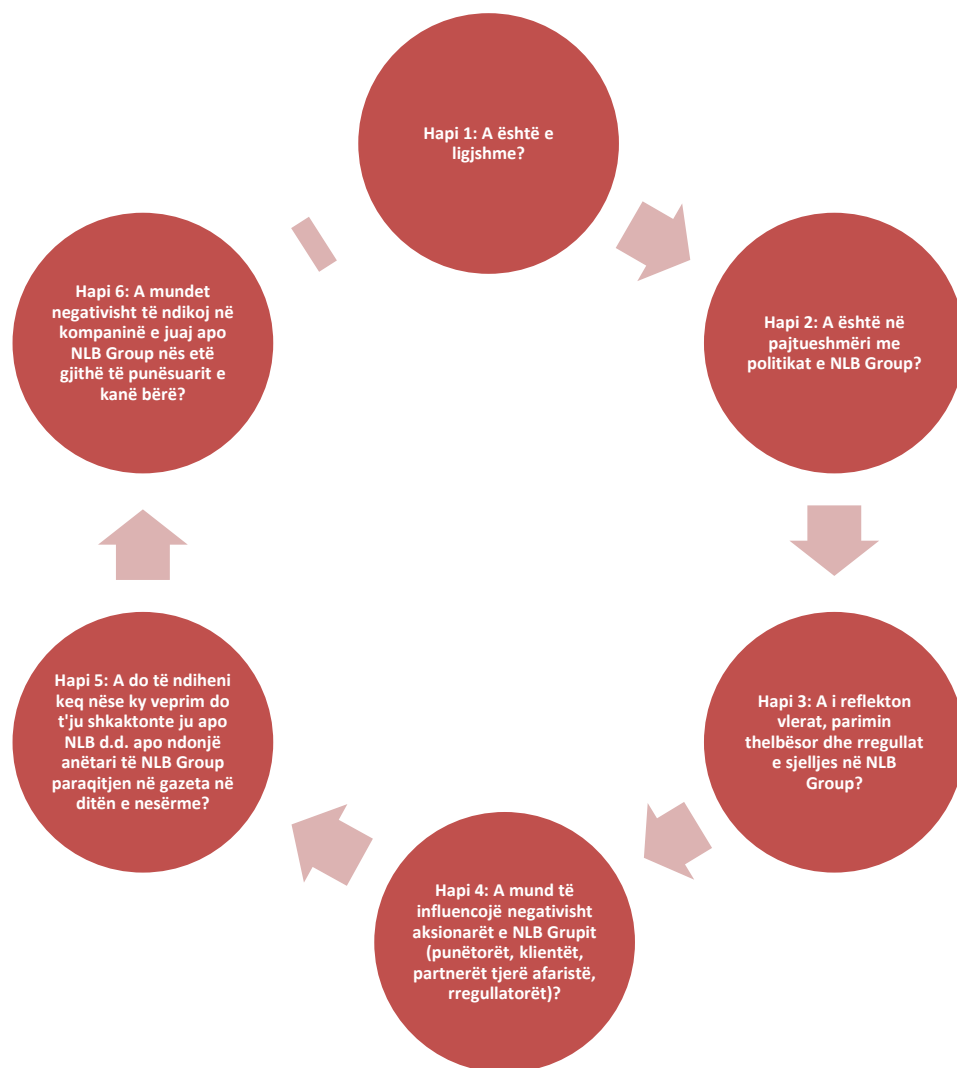 Hapi 1: A është e
ligjshme?
Hapi 2: A është në
pajtueshmëri me
politikat e NLB Group?
Hapi 3: A i reflekton
vlerat, parimin
thelbësor dhe rregullat
e sjelljes në NLB
Group?
Hapi 4: A mund të
influencojë negativisht
aksionarët e NLB Grupit
(punëtorët, klientët,
partnerët tjerë afaristë,
rregullatorët)?
Hapi 5: A do të ndiheni
keq nëse ky veprim do
t'ju shkaktonte ju apo
NLB d.d. apo ndonjë
anëtari të NLB Group
paraqitjen në gazeta në
ditën e nesërme?
Hapi 6: A mundet
negativisht të ndikoj në
kompaninë e juaj apo
NLB Group nës etë
gjithë të punësuarit e
kanë bërë?